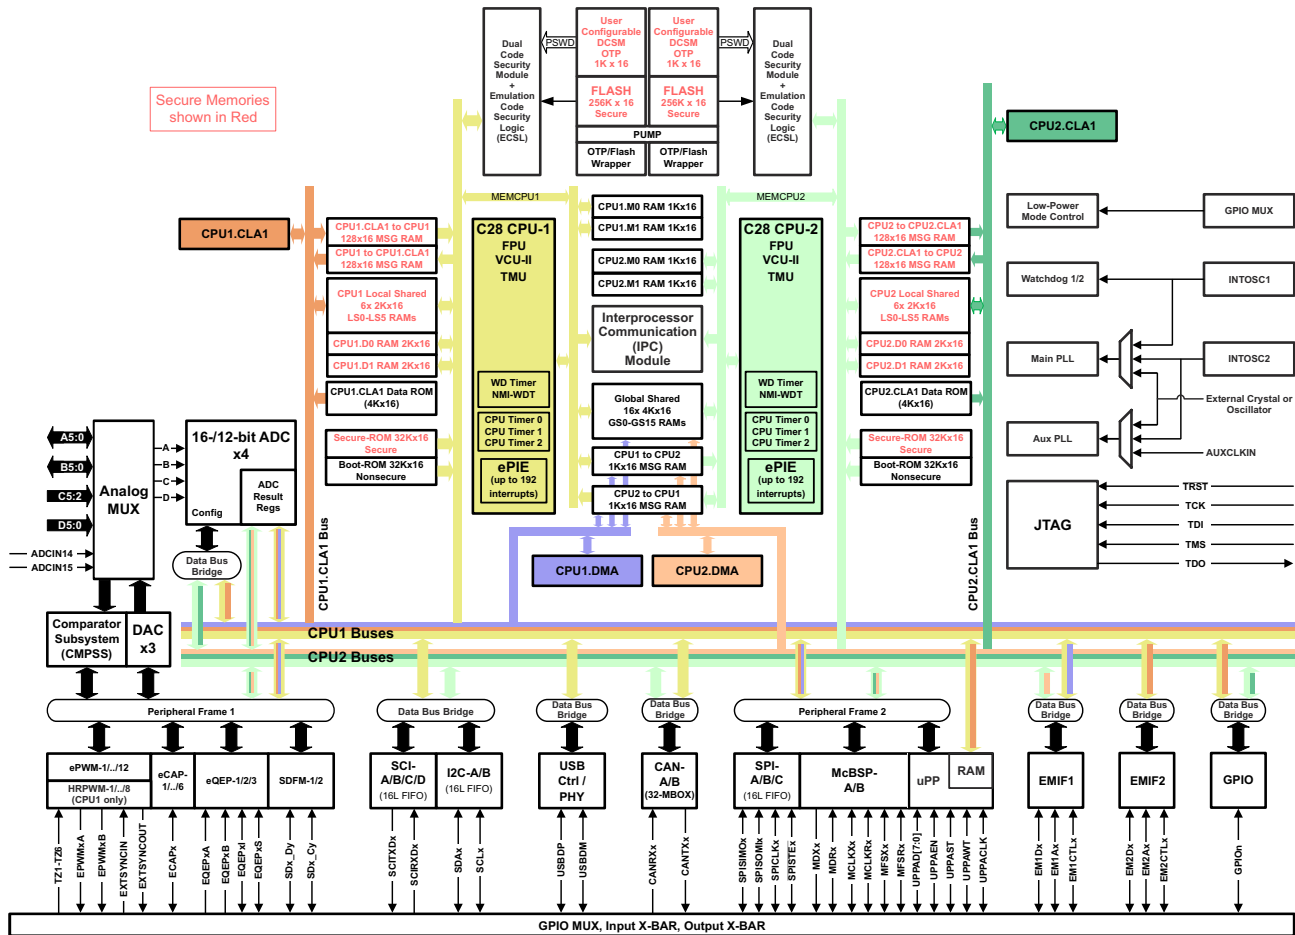 User
Configurable
DCSM
OTP
1K x 16
User
Configurable
DCSM
OTP
1K x 16
PSWD
PSWD
Dual
Code
Security
Module
+
Emulation
Code
Security
Logic
(ECSL)
Dual
Code
Security
Module
+
Emulation
Code
Security
Logic
(ECSL)
FLASH
256K x 16
Secure
FLASH
256K x 16
Secure
PUMP
OTP/Flash
Wrapper
OTP/Flash
Wrapper
Secure Memories
shown in Red
CPU2.CLA1
MEMCPU1
MEMCPU2
CPU1.CLA1
CPU1.CLA1 to CPU1
128x16 MSG RAM
CPU1 to CPU1.CLA1
128x16 MSG RAM
CPU1 Local Shared
6x 2Kx16
LS0-LS5 RAMs
CPU1.D0 RAM 2Kx16
CPU1.D1 RAM 2Kx16
CPU1.CLA1 Data ROM
(4Kx16)
Secure-ROM 32Kx16
Secure
Boot-ROM 32Kx16
Nonsecure
C28 CPU-1
FPU
VCU-II
TMU
WD Timer
NMI-WDT
CPU Timer 0
CPU Timer 1
CPU Timer 2
ePIE
(up to 192
interrupts)
CPU1.M0 RAM 1Kx16
CPU1.M1 RAM 1Kx16
CPU2.M0 RAM 1Kx16
CPU2.M1 RAM 1Kx16
Interprocessor
Communication
(IPC)
Module
Global Shared
16x 4Kx16
GS0-GS15 RAMs
CPU1 to CPU2
1Kx16 MSG RAM
CPU2 to CPU1
1Kx16 MSG RAM
C28 CPU-2
FPU
VCU-II
TMU
WD Timer
NMI-WDT
CPU Timer 0
CPU Timer 1
CPU Timer 2
ePIE
(up to 192
interrupts)
CPU2 to CPU2.CLA1
128x16 MSG RAM
CPU2.CLA1 to CPU2
128x16 MSG RAM
CPU2 Local Shared
6x 2Kx16
LS0-LS5 RAMs
CPU2.D0 RAM 2Kx16
CPU2.D1 RAM 2Kx16
CPU2.CLA1 Data ROM
(4Kx16)
Secure-ROM 32Kx16
Secure
Boot-ROM 32Kx16
Nonsecure
Low-Power
Mode Control
GPIO MUX
Watchdog 1/2
INTOSC1
Main PLL
INTOSC2
External Crystal or
Oscillator
Aux PLL
AUXCLKIN
JTAG
TRST
TCK
TDI
TMS
TDO
CPU1.CLA1 Bus
CPU2.CLA1 Bus
A5:0
B5:0
C5:2
D5:0
ADCIN14
ADCIN15
Analog
MUX
A
B
C
D
16-/12-bit ADC
x4
Config
ADC
Result
Regs
Data Bus
Bridge
CPU1.DMA
CPU2.DMA
Comparator
Subsystem
(CMPSS)
DAC
x3
CPU1 Buses
CPU2 Buses
Peripheral Frame 1
Data Bus Bridge
Data Bus
Bridge
Data Bus
Bridge
Peripheral Frame 2
Data Bus
Bridge
Data Bus
Bridge
Data Bus
Bridge
ePWM-1/../12
HRPWM-1/../8
(CPU1 only)
eCAP-
1/../6
eQEP-1/2/3
SDFM-1/2
SCI-
A/B/C/D
(16L FIFO)
I2C-A/B
(16L FIFO)
USB
Ctrl /
PHY
CAN-
A/B
(32-MBOX)
SPI-
A/B/C
(16L FIFO)
McBSP-
A/B
uPP
RAM
EMIF1
EMIF2
GPIO
TZ1-TZ6
EPWMxA
EPWMxB
EXTSYNCIN
EXTSYNCOUT
ECAPx
EQEPxA
EQEPxB
EQEPxI
EQEPxS
SDx_Dy
SDx_Cy
SCITXDx
SCIRXDx
SDAx
SCLx
USBDP
USBDM
CANRXx
CANTXx
SPISIMOx
SPISOMIx
SPICLKx
SPISTEx
MDXx
MDRx
MCLKXx
MCLKRx
MFSXx
MFSRx
UPPAD[7:0]
UPPAEN
UPPAST
UPPAWT
UPPACLK
EM1Dx
EM1Ax
EM1CTLx
EM2Dx
EM2Ax
EM2CTLx
GPIOn
GPIO MUX, Input X-BAR, Output X-BAR